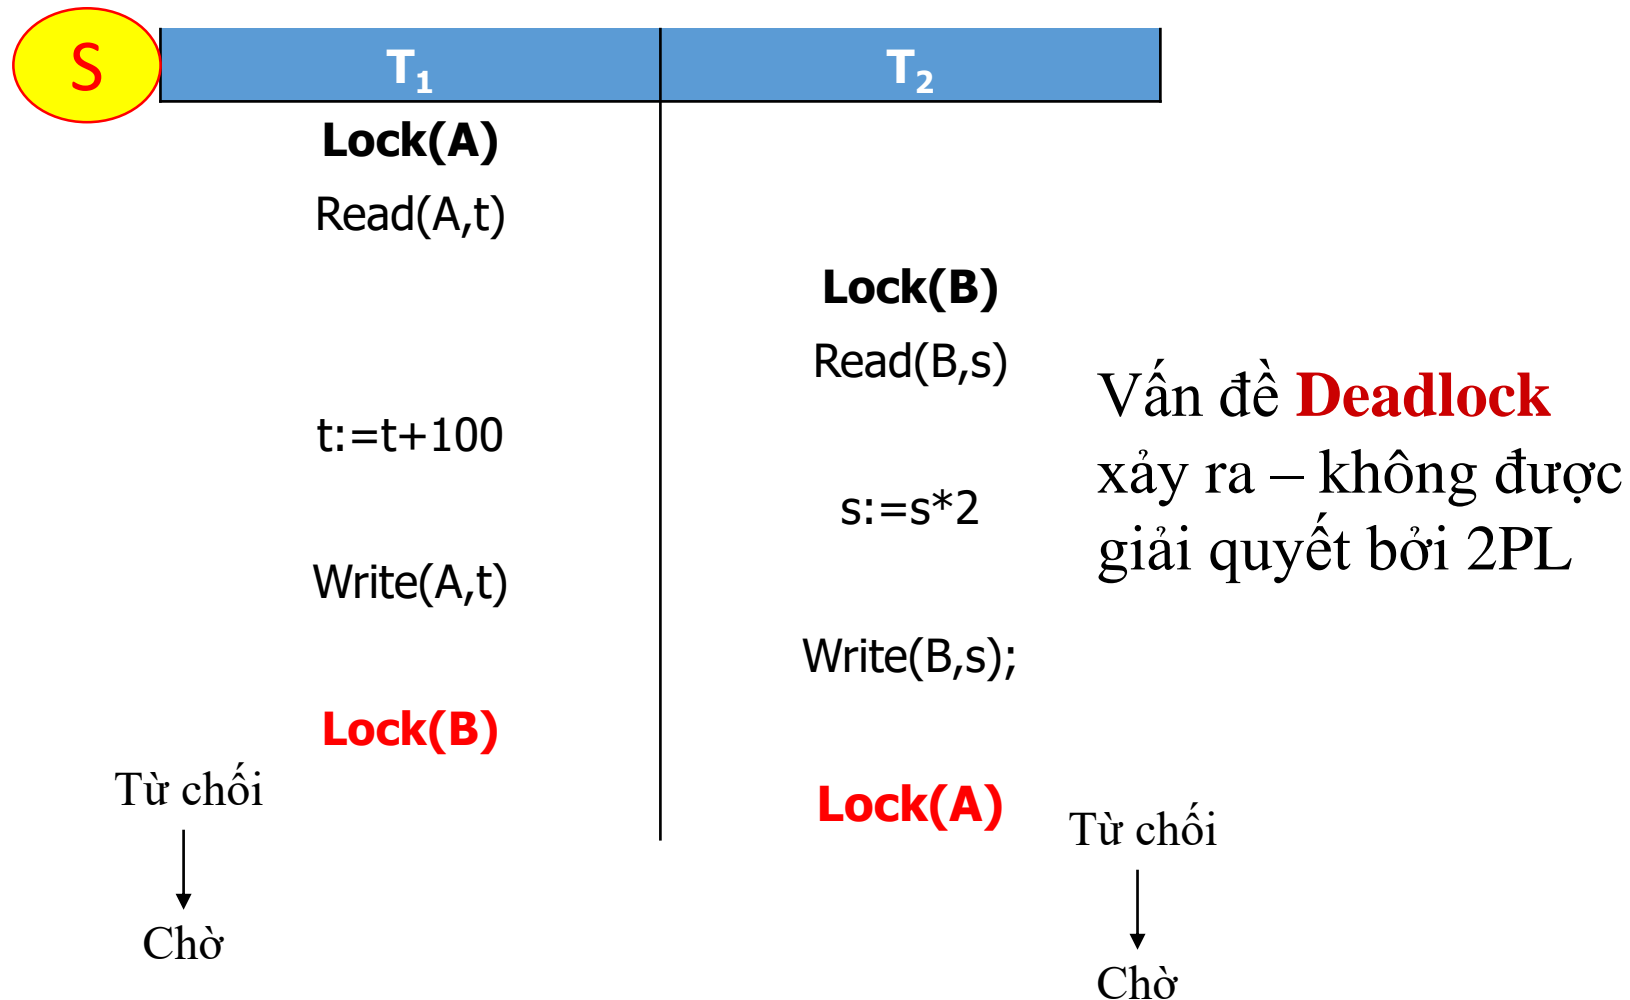 S
T1
T2
Lock(A)
Read(A,t)
Lock(B)
Read(B,s)
t:=t+100
s:=s*2
Write(A,t)
Write(B,s);
Lock(B)
Từ chối
Chờ
Lock(A)
Từ chối
Chờ
Vấn đề Deadlock
xảy ra – không được
giải quyết bởi 2PL